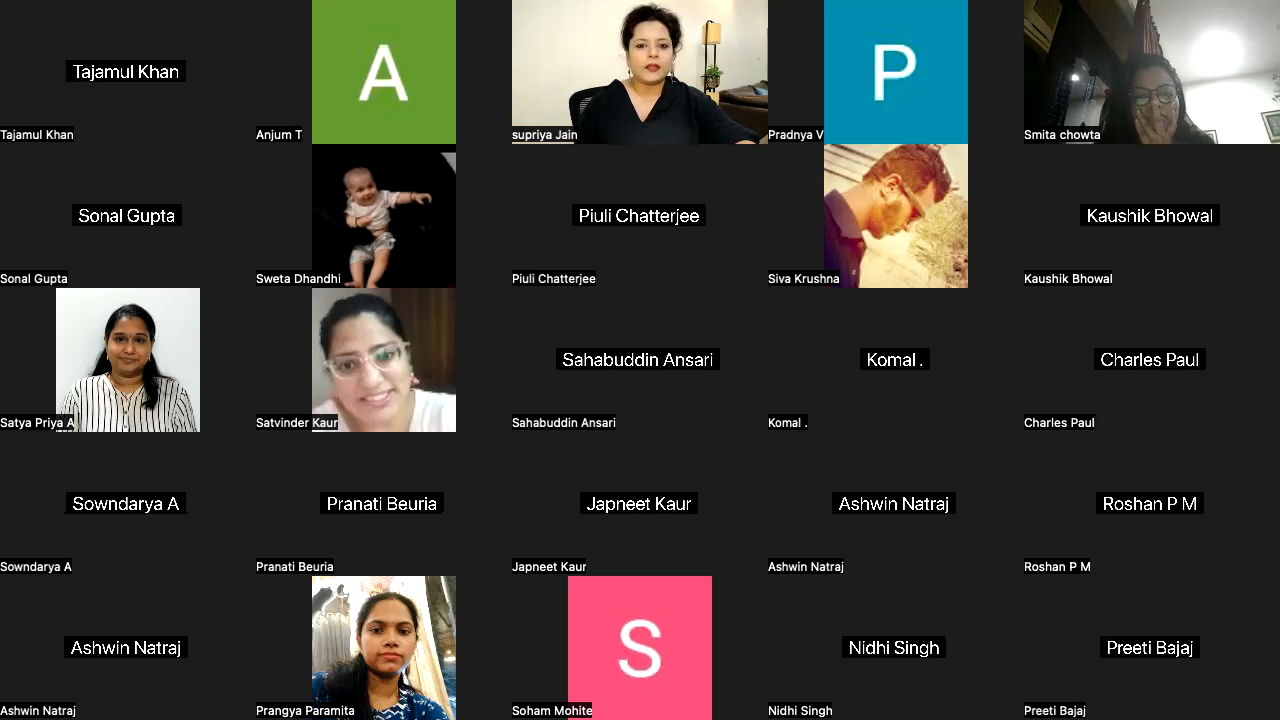 Tajamul Khan
Tajamul Khan
A
Anjum T
supriya Jain
P
Pradnya V
Smita chowta
Sonal Gupta
Sonal Gupta
Sweta Dhandhi
Piuli Chatterjee
Piuli Chatterjee
Siva Krushna
Kaushik Bhowal
Kaushik Bhowal
Satya Priya A
Satvinder Kaur
Sahabuddin Ansari
Sahabuddin Ansari
Komal .
Komal .
Charles Paul
Charles Paul
Sowndarya A
Sowndarya A
Pranati Beuria
Pranati Beuria
Japneet Kaur
Japneet Kaur
Ashwin Natraj
Ashwin Natraj
Roshan P M
Roshan P M
Ashwin Natraj
Ashwin Natraj
Prangya Paramita
S
Soham Mohite
Nidhi Singh
Nidhi Singh
Preeti Bajaj
Preeti Bajaj